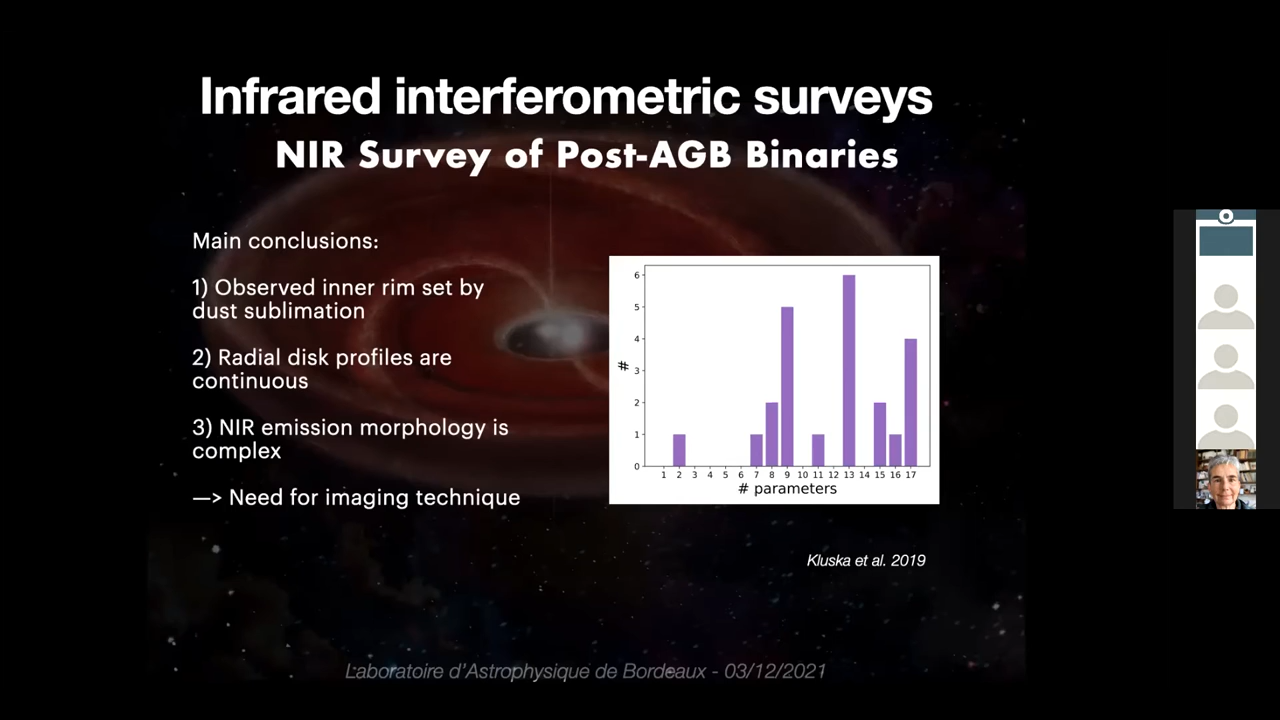 Infrared interferometric surveys
NIR Survey of Post-AGB Binaries
Main conclusions:
1) Observed inner rim set by
dust sublimation
2) Radial disk profiles are
continuous
3) NIR emission morphology is
complex
—> Need for imaging technique
6
5
4
3
2
1
0
#
1 2 3 4 5 6 7 8 9 10 11 12 13 14 15 16 17
# parameters
Kluska et al. 2019
Laboratoire d'Astrophysique de Bordeaux - 03/12/2021